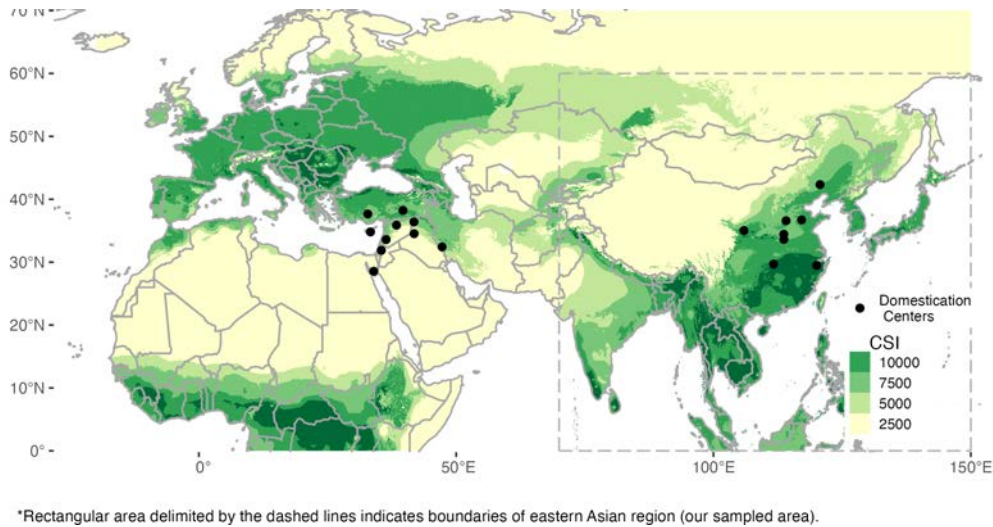 70°N
60°N
50°N
40°N
30°N
20°N
10°N
0°
0°
50°E
100°E
150°E
Domestication
Centers
CSI
10000
7500
5000
2500
*Rectangular area delimited by the dashed lines indicates boundaries of eastern Asian region (our sampled area).